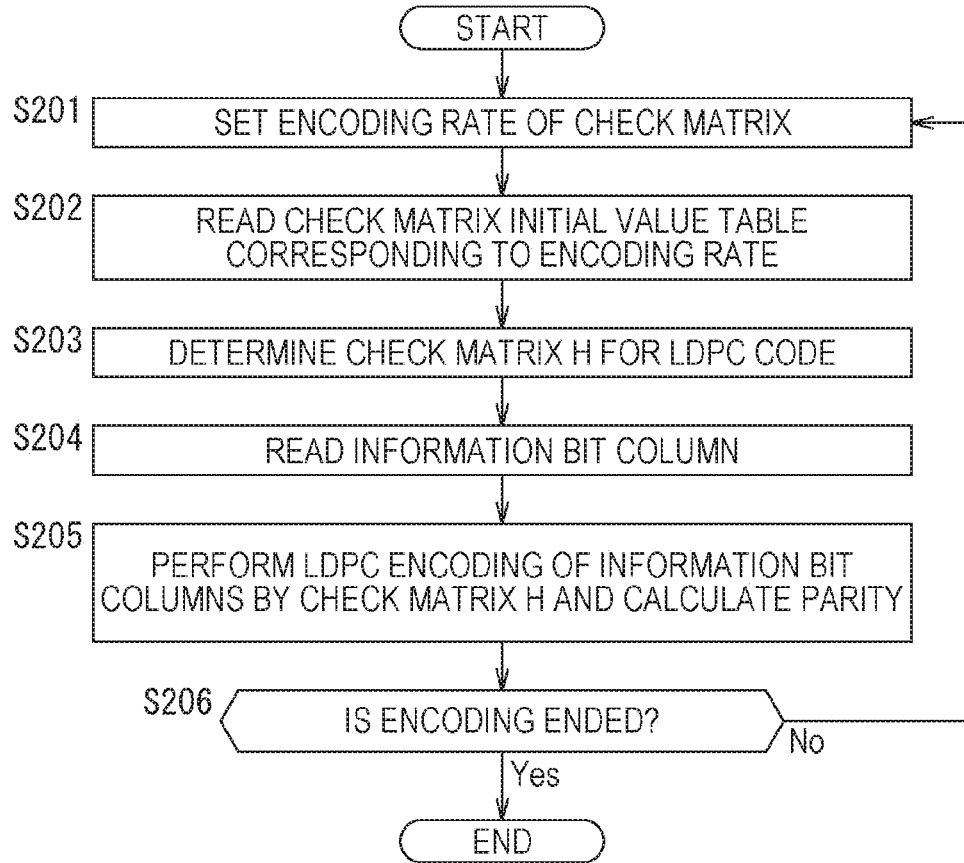 START
S201
SET ENCODING RATE OF CHECK MATRIX
S202
READ CHECK MATRIX INITIAL VALUE TABLE
CORRESPONDING TO ENCODING RATE
S203
DETERMINE CHECK MATRIX H FOR LDPC CODE
S204
READ INFORMATION BIT COLUMN
S205
PERFORM LDPC ENCODING OF INFORMATION BIT
COLUMNS BY CHECK MATRIX H AND CALCULATE PARITY
S206
IS ENCODING ENDED?
No
Yes
END